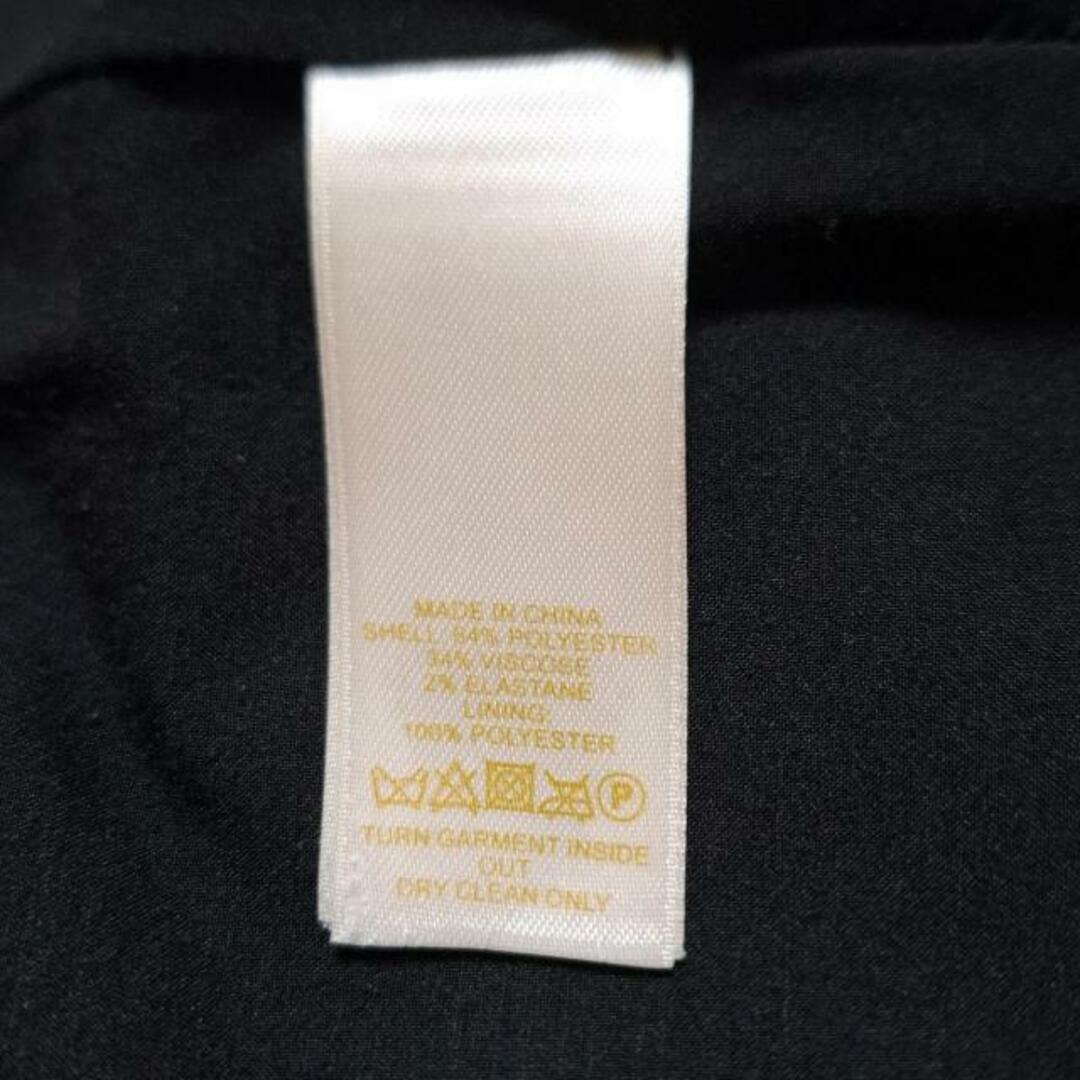 MADE IN CHINA
SHELL: 64% POLYESTER
34% VISCOSE
2% ELASTANE
LINING:
100% POLYESTER
P
TURN GARMENT INSIDE
OUT
DRY CLEAN ONLY